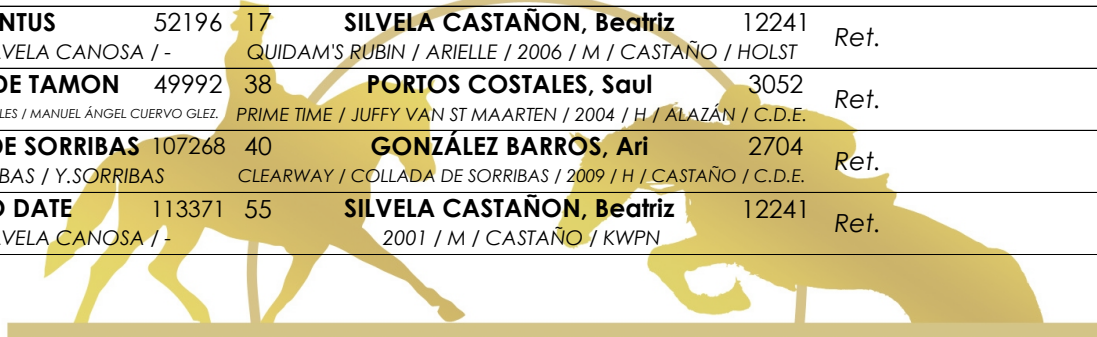 NTUS 52196 17 SILVELA CASTAÑON, Beatriz 12241 Ret.
VELA CANOSA / - QUIDAM'S RUBIN / ARIELLE / 2006 / M / CASTAÑO / HOLST
DE TAMON 49992 38 PORTOS COSTALES, Saul 3052 Ret.
LES / MANUEL ÁNGEL CUERVO GLEZ. PRIME TIME / JUFFY VAN ST MAARTEN / 2004 / H / ALAZÁN / C.D.E.
DE SORRIBAS 107268 40 GONZÁLEZ BARROS, Ari 2704 Ret.
BAS / Y.SORRIBAS CLEARWAY / COLLADA DE SORRIBAS / 2009 / H / CASTAÑO / C.D.E.
DATE 113371 55 SILVELA CASTAÑON, Beatriz 12241 Ret.
VELA CANOSA / - 2001 / M / CASTAÑO / KWPN